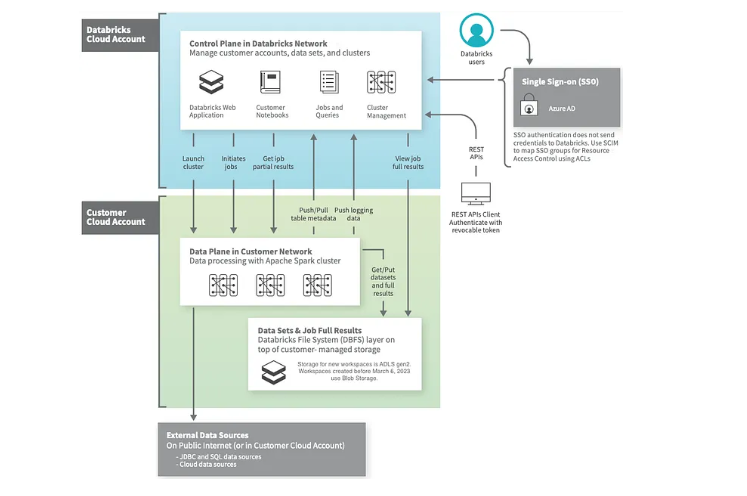 Databricks
Cloud Account
Control Plane in Databricks Network
Manage customer accounts, data sets, and clusters
Databricks Web
Application
Customer
Notebooks
Jobs and
Queries
Cluster
Management
Databricks
users
Single Sign-on (SSO)
Azure AD
SSO authentication does not send
credentials to Databricks. Use SCIM
to map SSO groups for Resource
Access Control using ACLs
Launch
cluster
Initiates
jobs
Get ipb
partial results
View job
full results
REST
APIs
REST APIs Client
Authenticate with
revocable token
Customer
Cloud Account
Push/Pull
table metadata
Push logging
data
Data Plane in Customer Network
Data processing with Apache Spark cluster
Get/Put
datasets
and full
results
Data Sets & Job Full Results
Databricks File System (DBFS) layer on
top of customer- managed storage
Storage for new workspaces is ADLS gen2.
Workspaces created before March 6, 2023
use Blob Storage.
External Data Sources
On Public Internet (or in Customer Cloud Account)
- JDBC and SQL data sources
- Cloud data sources